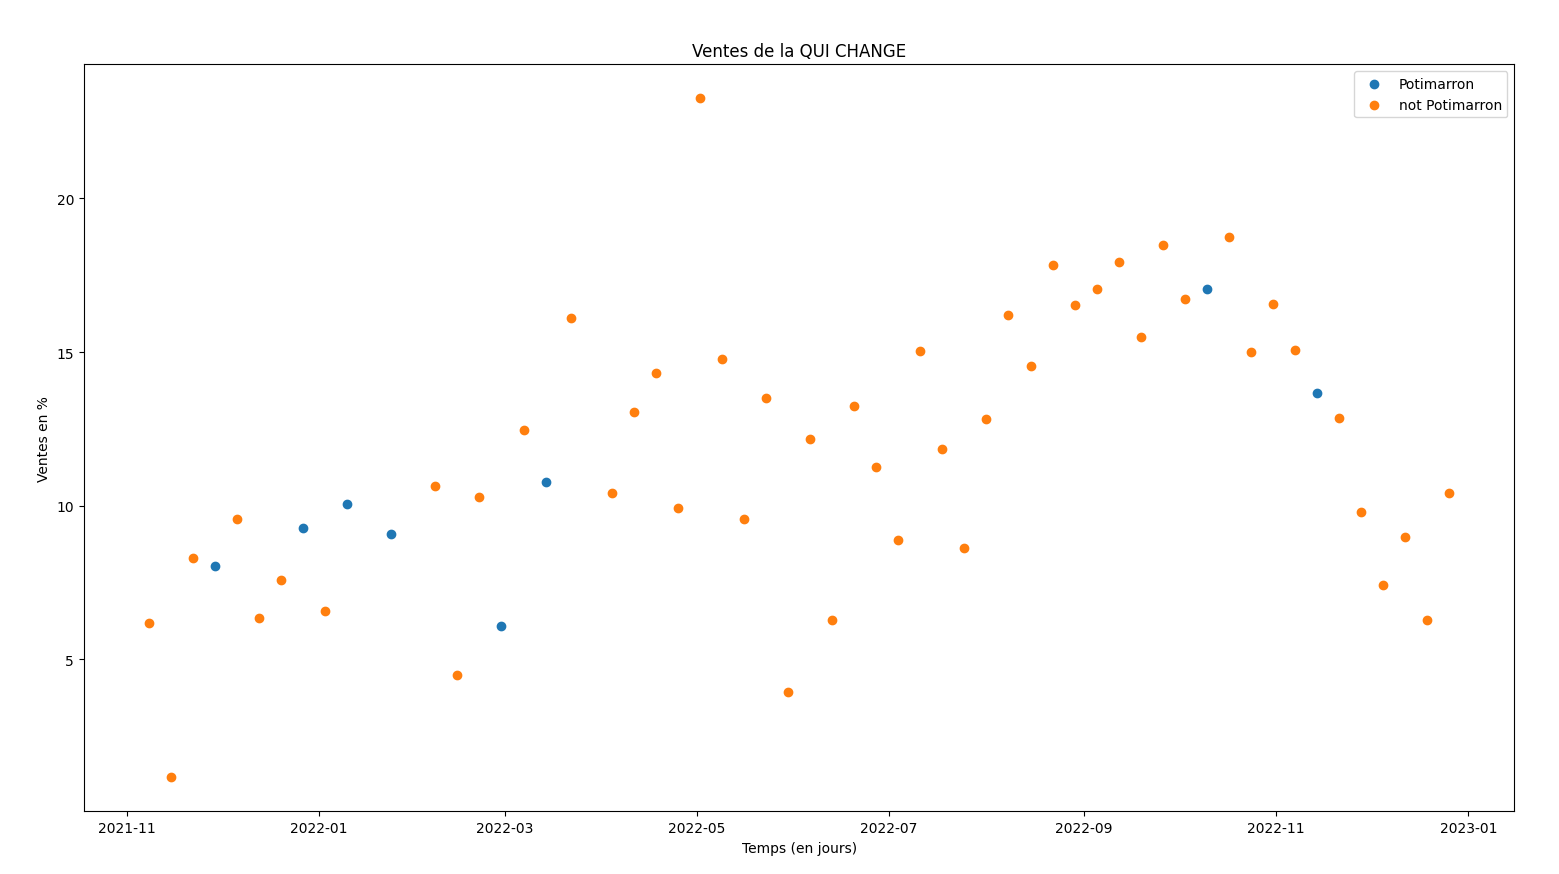 Ventes de la QUI CHANGE
Potimarron
not Potimarron
20
15
10
5
Ventes en %
2021-11 2022-01 2022-03 2022-05 2022-07 2022-09 2022-11 2023-01
Temps (en jours)